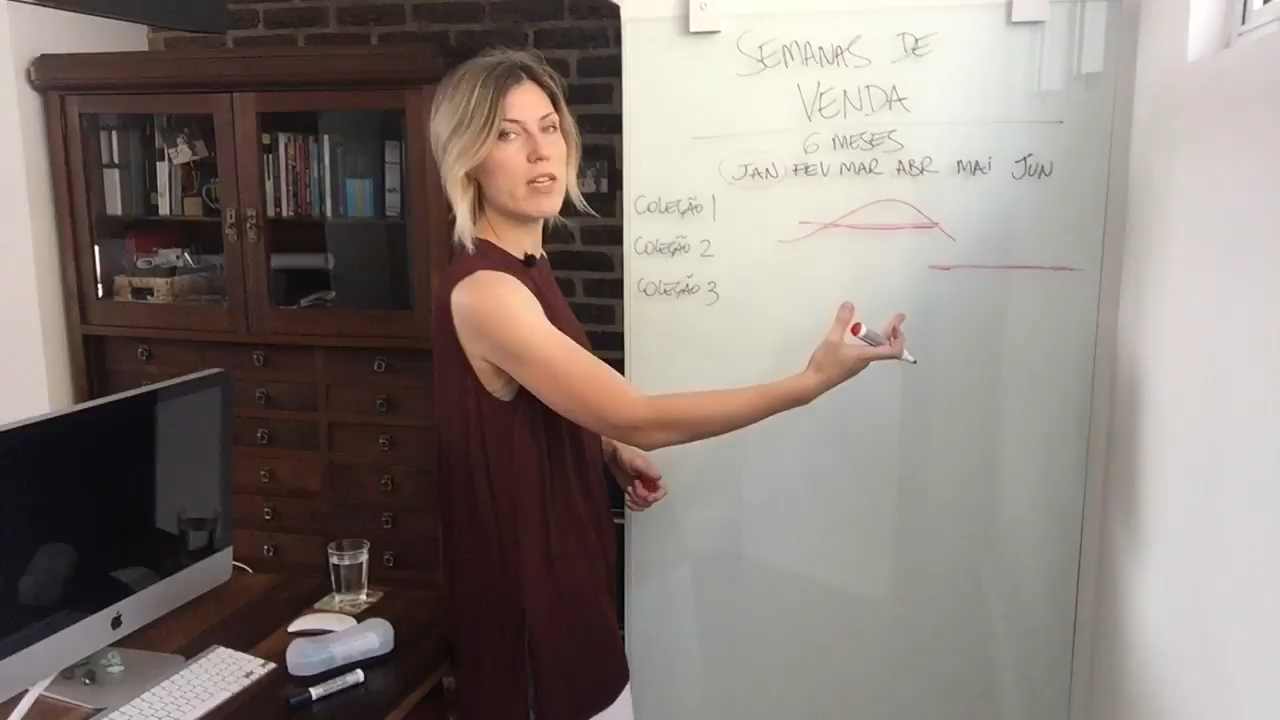 SEMANAS DE
VENDA
6 MESES
JAN FEV MAR ABR MAI JUN
COLEÇÃO 1
COLEÇÃO 2
COLEÇÃO 3